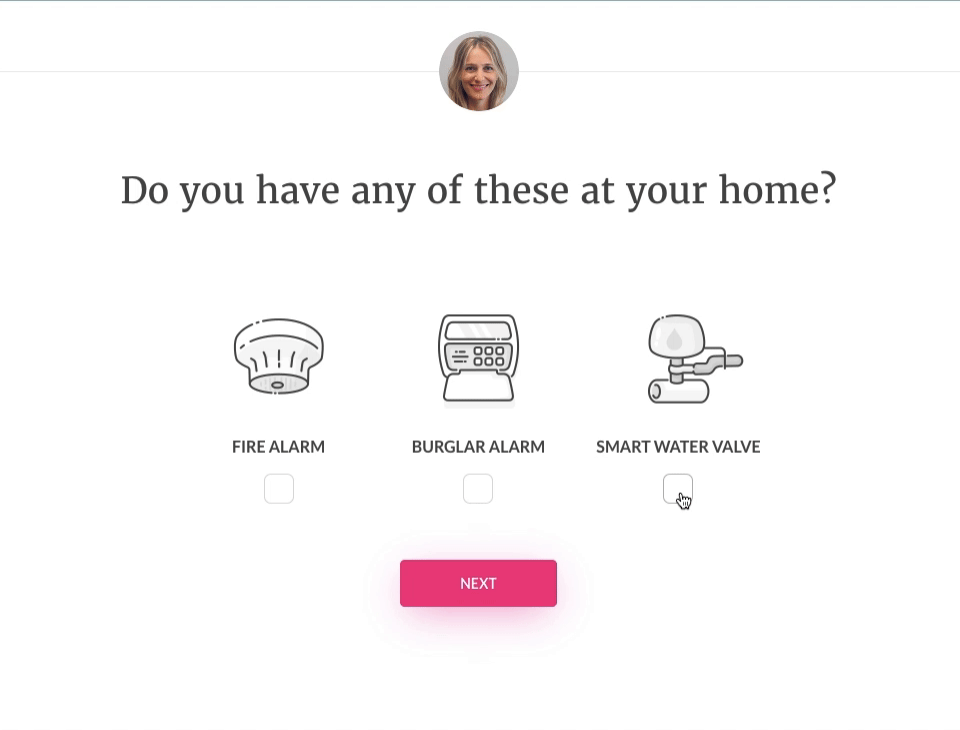 Do you have any of these at your home?
FIRE ALARM
BURGLAR ALARM
SMART WATER VALVE
NEXT